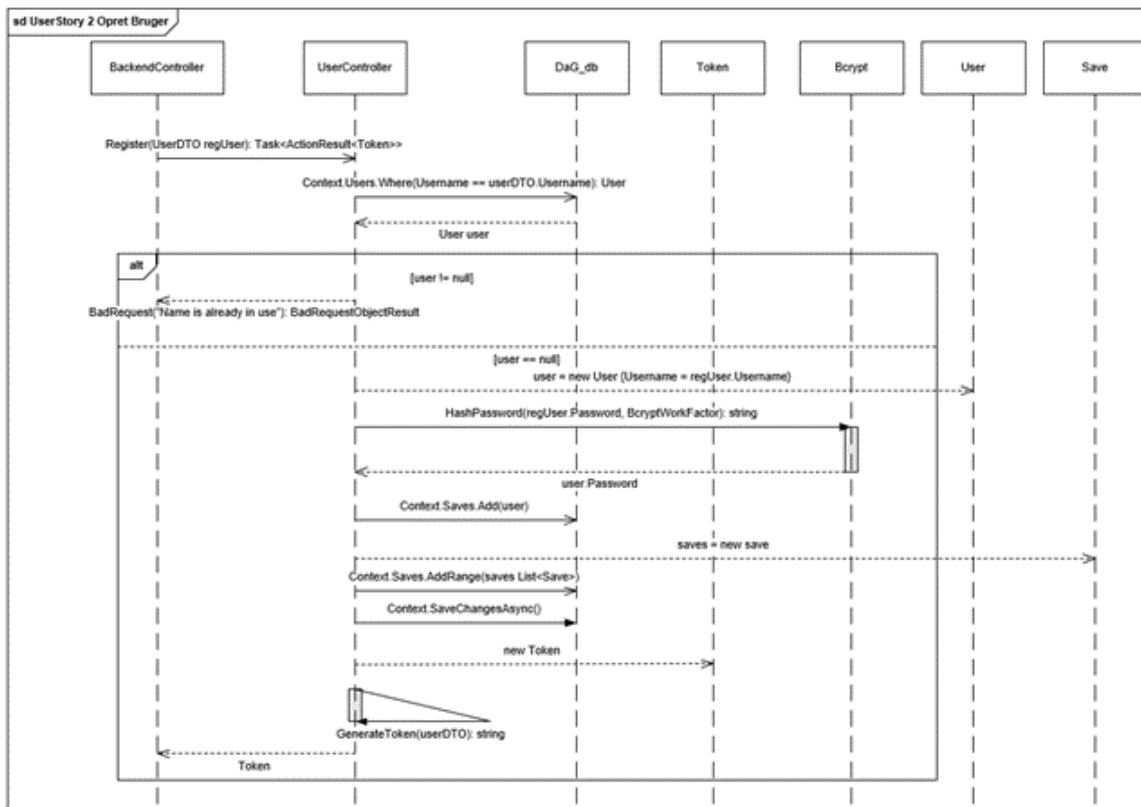 sd UserStory 2 Opret Bruger
BackendController
UserController
DaG_db
Token
Bcrypt
User
Save
Register(UserDTO regUser): Task<ActionResult<Token>>
Context.Users.Where(Username == userDTO.Username): User
User user
alt
[user != null]
BadRequest("Name is already in use"): BadRequestObjectResult
[user == null]
user = new User {Username = regUser.Username}
HashPassword(regUser.Password, BcryptWorkFactor): string
user.Password
Context.Saves.Add(user)
saves = new save
Context.Saves.AddRange(saves List<Save>)
Context.SaveChangesAsync()
new Token
GenerateToken(userDTO): string
Token